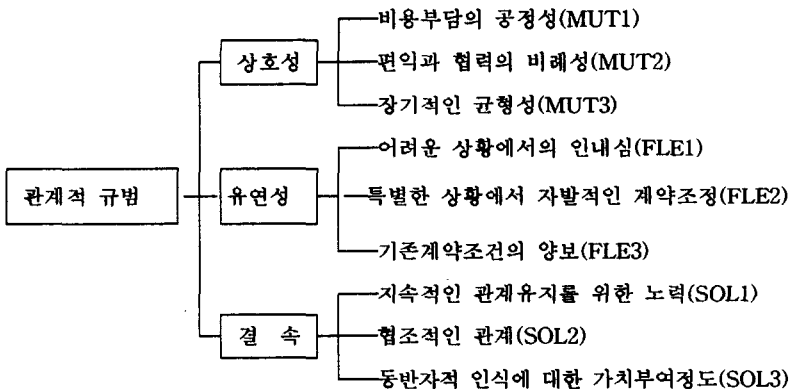 비용부담의 공정성(MUT1)
상호성
편익과 협력의 비례성(MUT2)
장기적인 균형성(MUT3)
어려운 상황에서의 인내심(FLE1)
관계적 규범
유연성
특별한 상황에서 자발적인 계약조정(FLE2)
기존계약조건의 양보(FLE3)
지속적인 관계유지를 위한 노력(SOL1)
결 속
협조적인 관계(SOL2)
동반자적 인식에 대한 가치부여정도(SOL3)